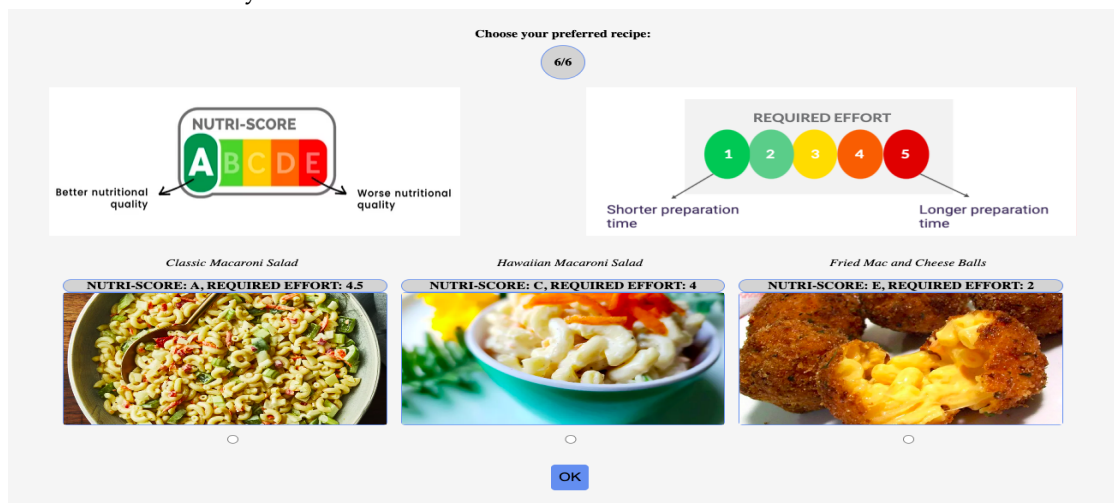 Choose your preferred recipe:
6/6
NUTRI-SCORE
A B C D E
Better nutritional
quality
Worse nutritional
quality
REQUIRED EFFORT
1 2 3 4 5
Shorter preparation
time
Longer preparation
time
Classic Macaroni Salad
NUTRI-SCORE: A, REQUIRED EFFORT: 4.5
Hawaiian Macaroni Salad
NUTRI-SCORE: C, REQUIRED EFFORT: 4
Fried Mac and Cheese Balls
NUTRI-SCORE: E, REQUIRED EFFORT: 2
OK